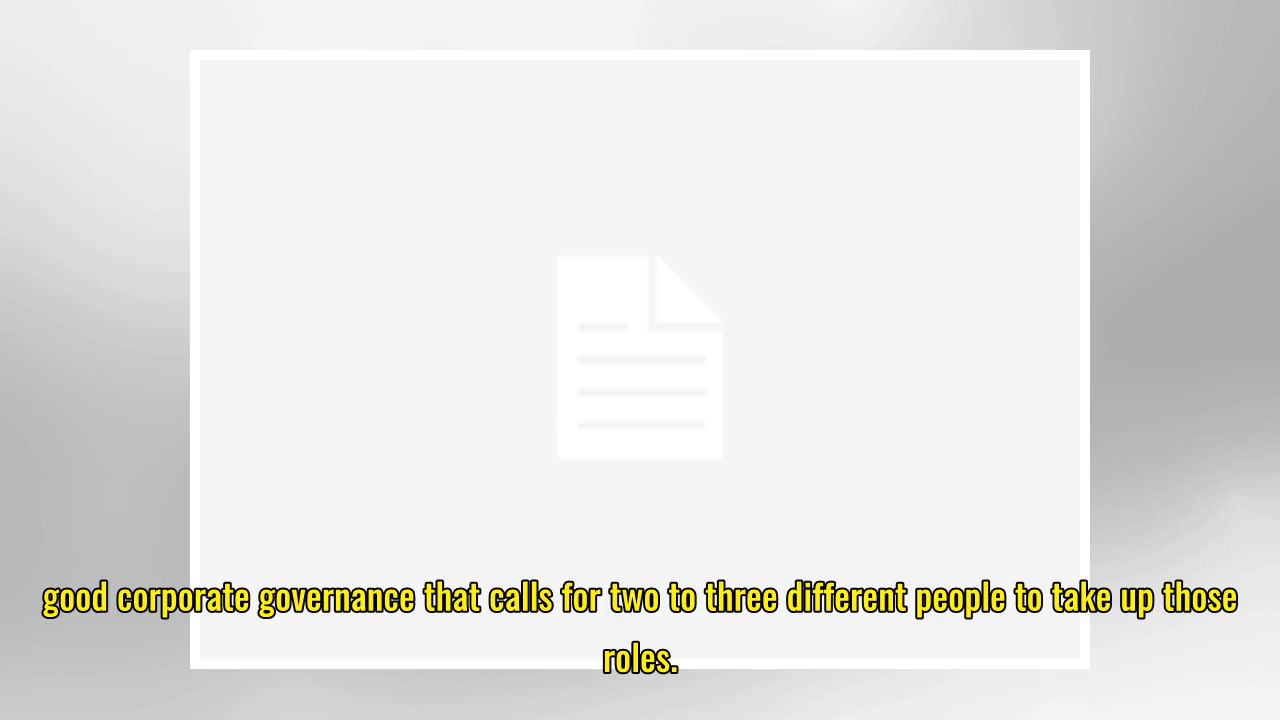 good corporate governance that calls for two to three different people to take up those
roles.